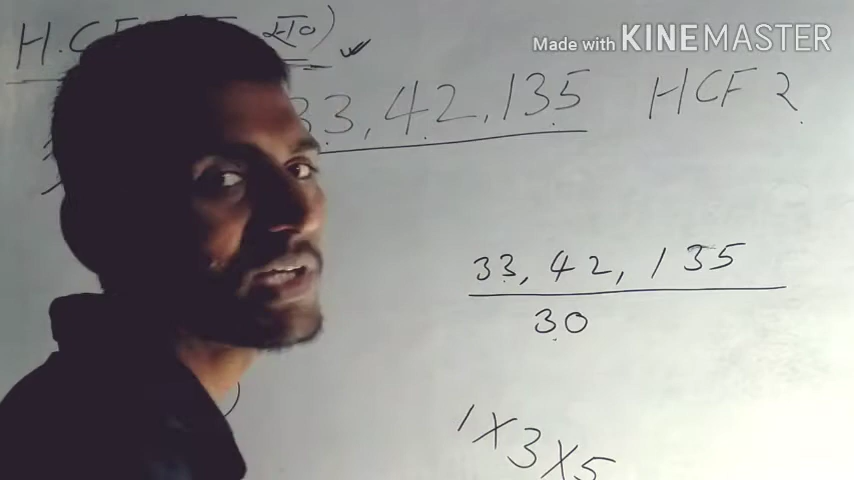 Made with KINEMASTER
H.C
33, 42, 135 HCF ?
33, 42, 135
30
1X3X5